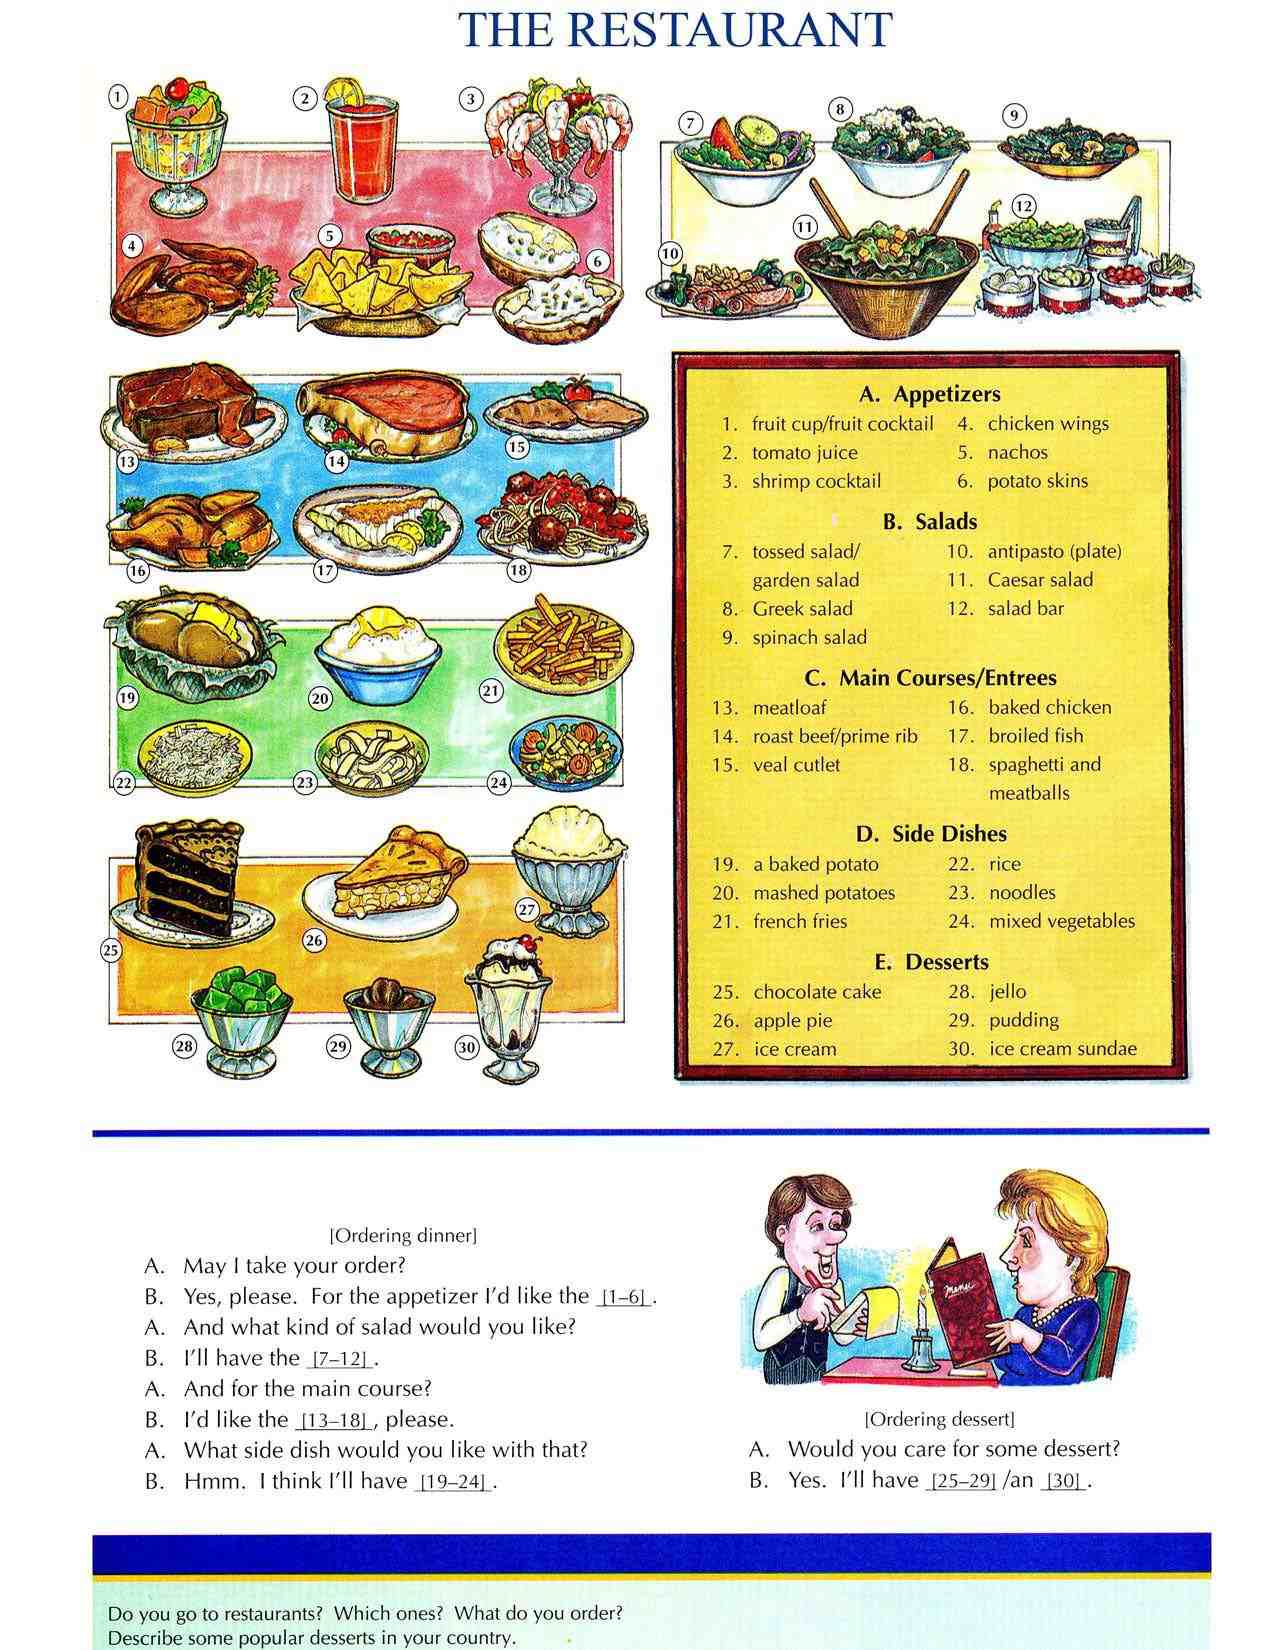 THE RESTAURANT
1
2
3
4
5
6
7
8
9
10
11
12
13
14
15
16
17
18
19
20
21
22
23
24
25
26
27
28
29
30
A. Appetizers
1. fruit cup/fruit cocktail 4. chicken wings
2. tomato juice 5. nachos
3. shrimp cocktail 6. potato skins
B. Salads
7. tossed salad/ 10. antipasto (plate)
garden salad 11. Caesar salad
8. Greek salad 12. salad bar
9. spinach salad
C. Main Courses/Entrees
13. meatloaf 16. baked chicken
14. roast beef/prime rib 17. broiled fish
15. veal cutlet 18. spaghetti and
meatballs
D. Side Dishes
19. a baked potato 22. rice
20. mashed potatoes 23. noodles
21. french fries 24. mixed vegetables
E. Desserts
25. chocolate cake 28. jello
26. apple pie 29. pudding
27. ice cream 30. ice cream sundae
[Ordering dinner]
A. May I take your order?
B. Yes, please. For the appetizer I'd like the [1–6].
A. And what kind of salad would you like?
B. I'll have the [7–12].
A. And for the main course?
B. I'd like the [13–18], please.
A. What side dish would you like with that?
B. Hmm. I think I'll have [19–24].
Menu
[Ordering dessert]
A. Would you care for some dessert?
B. Yes. I'll have [25–29] /an [30].
Do you go to restaurants? Which ones? What do you order?
Describe some popular desserts in your country.